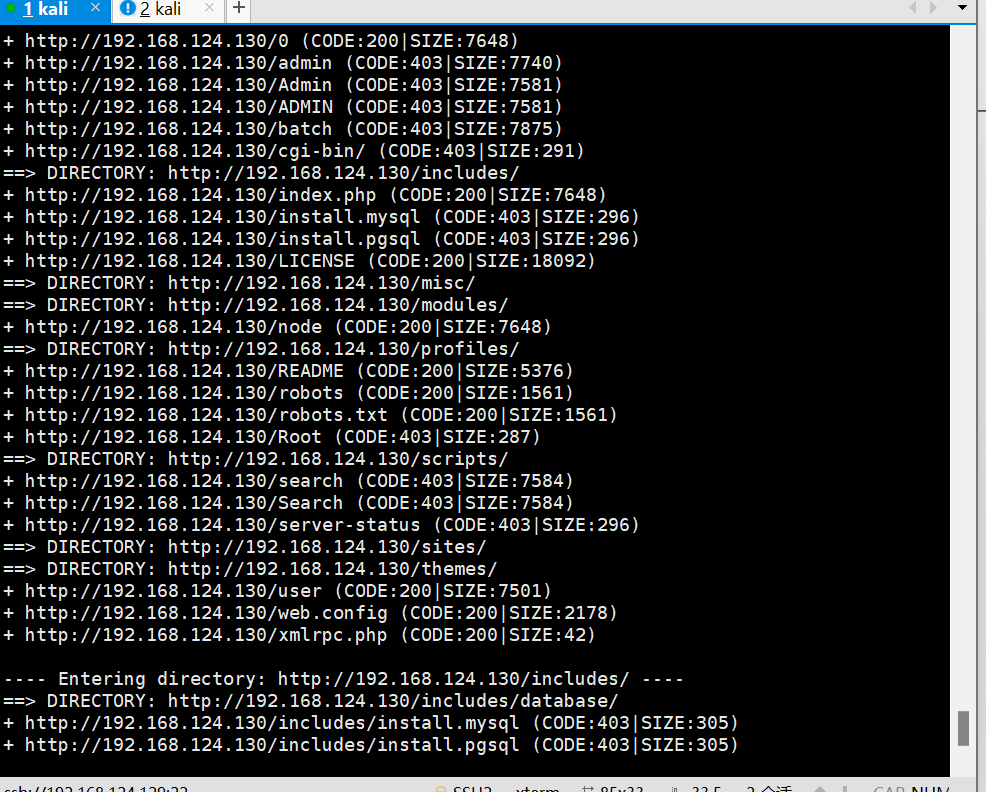 1 kali × 2 kali × +
+ http://192.168.124.130/0 (CODE:200|SIZE:7648)
+ http://192.168.124.130/admin (CODE:403|SIZE:7740)
+ http://192.168.124.130/Admin (CODE:403|SIZE:7581)
+ http://192.168.124.130/ADMIN (CODE:403|SIZE:7581)
+ http://192.168.124.130/batch (CODE:403|SIZE:7875)
+ http://192.168.124.130/cgi-bin/ (CODE:403|SIZE:291)
==> DIRECTORY: http://192.168.124.130/includes/
+ http://192.168.124.130/index.php (CODE:200|SIZE:7648)
+ http://192.168.124.130/install.mysql (CODE:403|SIZE:296)
+ http://192.168.124.130/install.pgsql (CODE:403|SIZE:296)
+ http://192.168.124.130/LICENSE (CODE:200|SIZE:18092)
==> DIRECTORY: http://192.168.124.130/misc/
==> DIRECTORY: http://192.168.124.130/modules/
+ http://192.168.124.130/node (CODE:200|SIZE:7648)
==> DIRECTORY: http://192.168.124.130/profiles/
+ http://192.168.124.130/README (CODE:200|SIZE:5376)
+ http://192.168.124.130/robots (CODE:200|SIZE:1561)
+ http://192.168.124.130/robots.txt (CODE:200|SIZE:1561)
+ http://192.168.124.130/Root (CODE:403|SIZE:287)
==> DIRECTORY: http://192.168.124.130/scripts/
+ http://192.168.124.130/search (CODE:403|SIZE:7584)
+ http://192.168.124.130/Search (CODE:403|SIZE:7584)
+ http://192.168.124.130/server-status (CODE:403|SIZE:296)
==> DIRECTORY: http://192.168.124.130/sites/
==> DIRECTORY: http://192.168.124.130/themes/
+ http://192.168.124.130/user (CODE:200|SIZE:7501)
+ http://192.168.124.130/web.config (CODE:200|SIZE:2178)
+ http://192.168.124.130/xmlrpc.php (CODE:200|SIZE:42)
---- Entering directory: http://192.168.124.130/includes/ ----
==> DIRECTORY: http://192.168.124.130/includes/database/
+ http://192.168.124.130/includes/install.mysql (CODE:403|SIZE:305)
+ http://192.168.124.130/includes/install.pgsql (CODE:403|SIZE:305)
ssh://192.168.124.129:22 SSH2 xterm 85x33 33,5 2 会话 CAP NUM